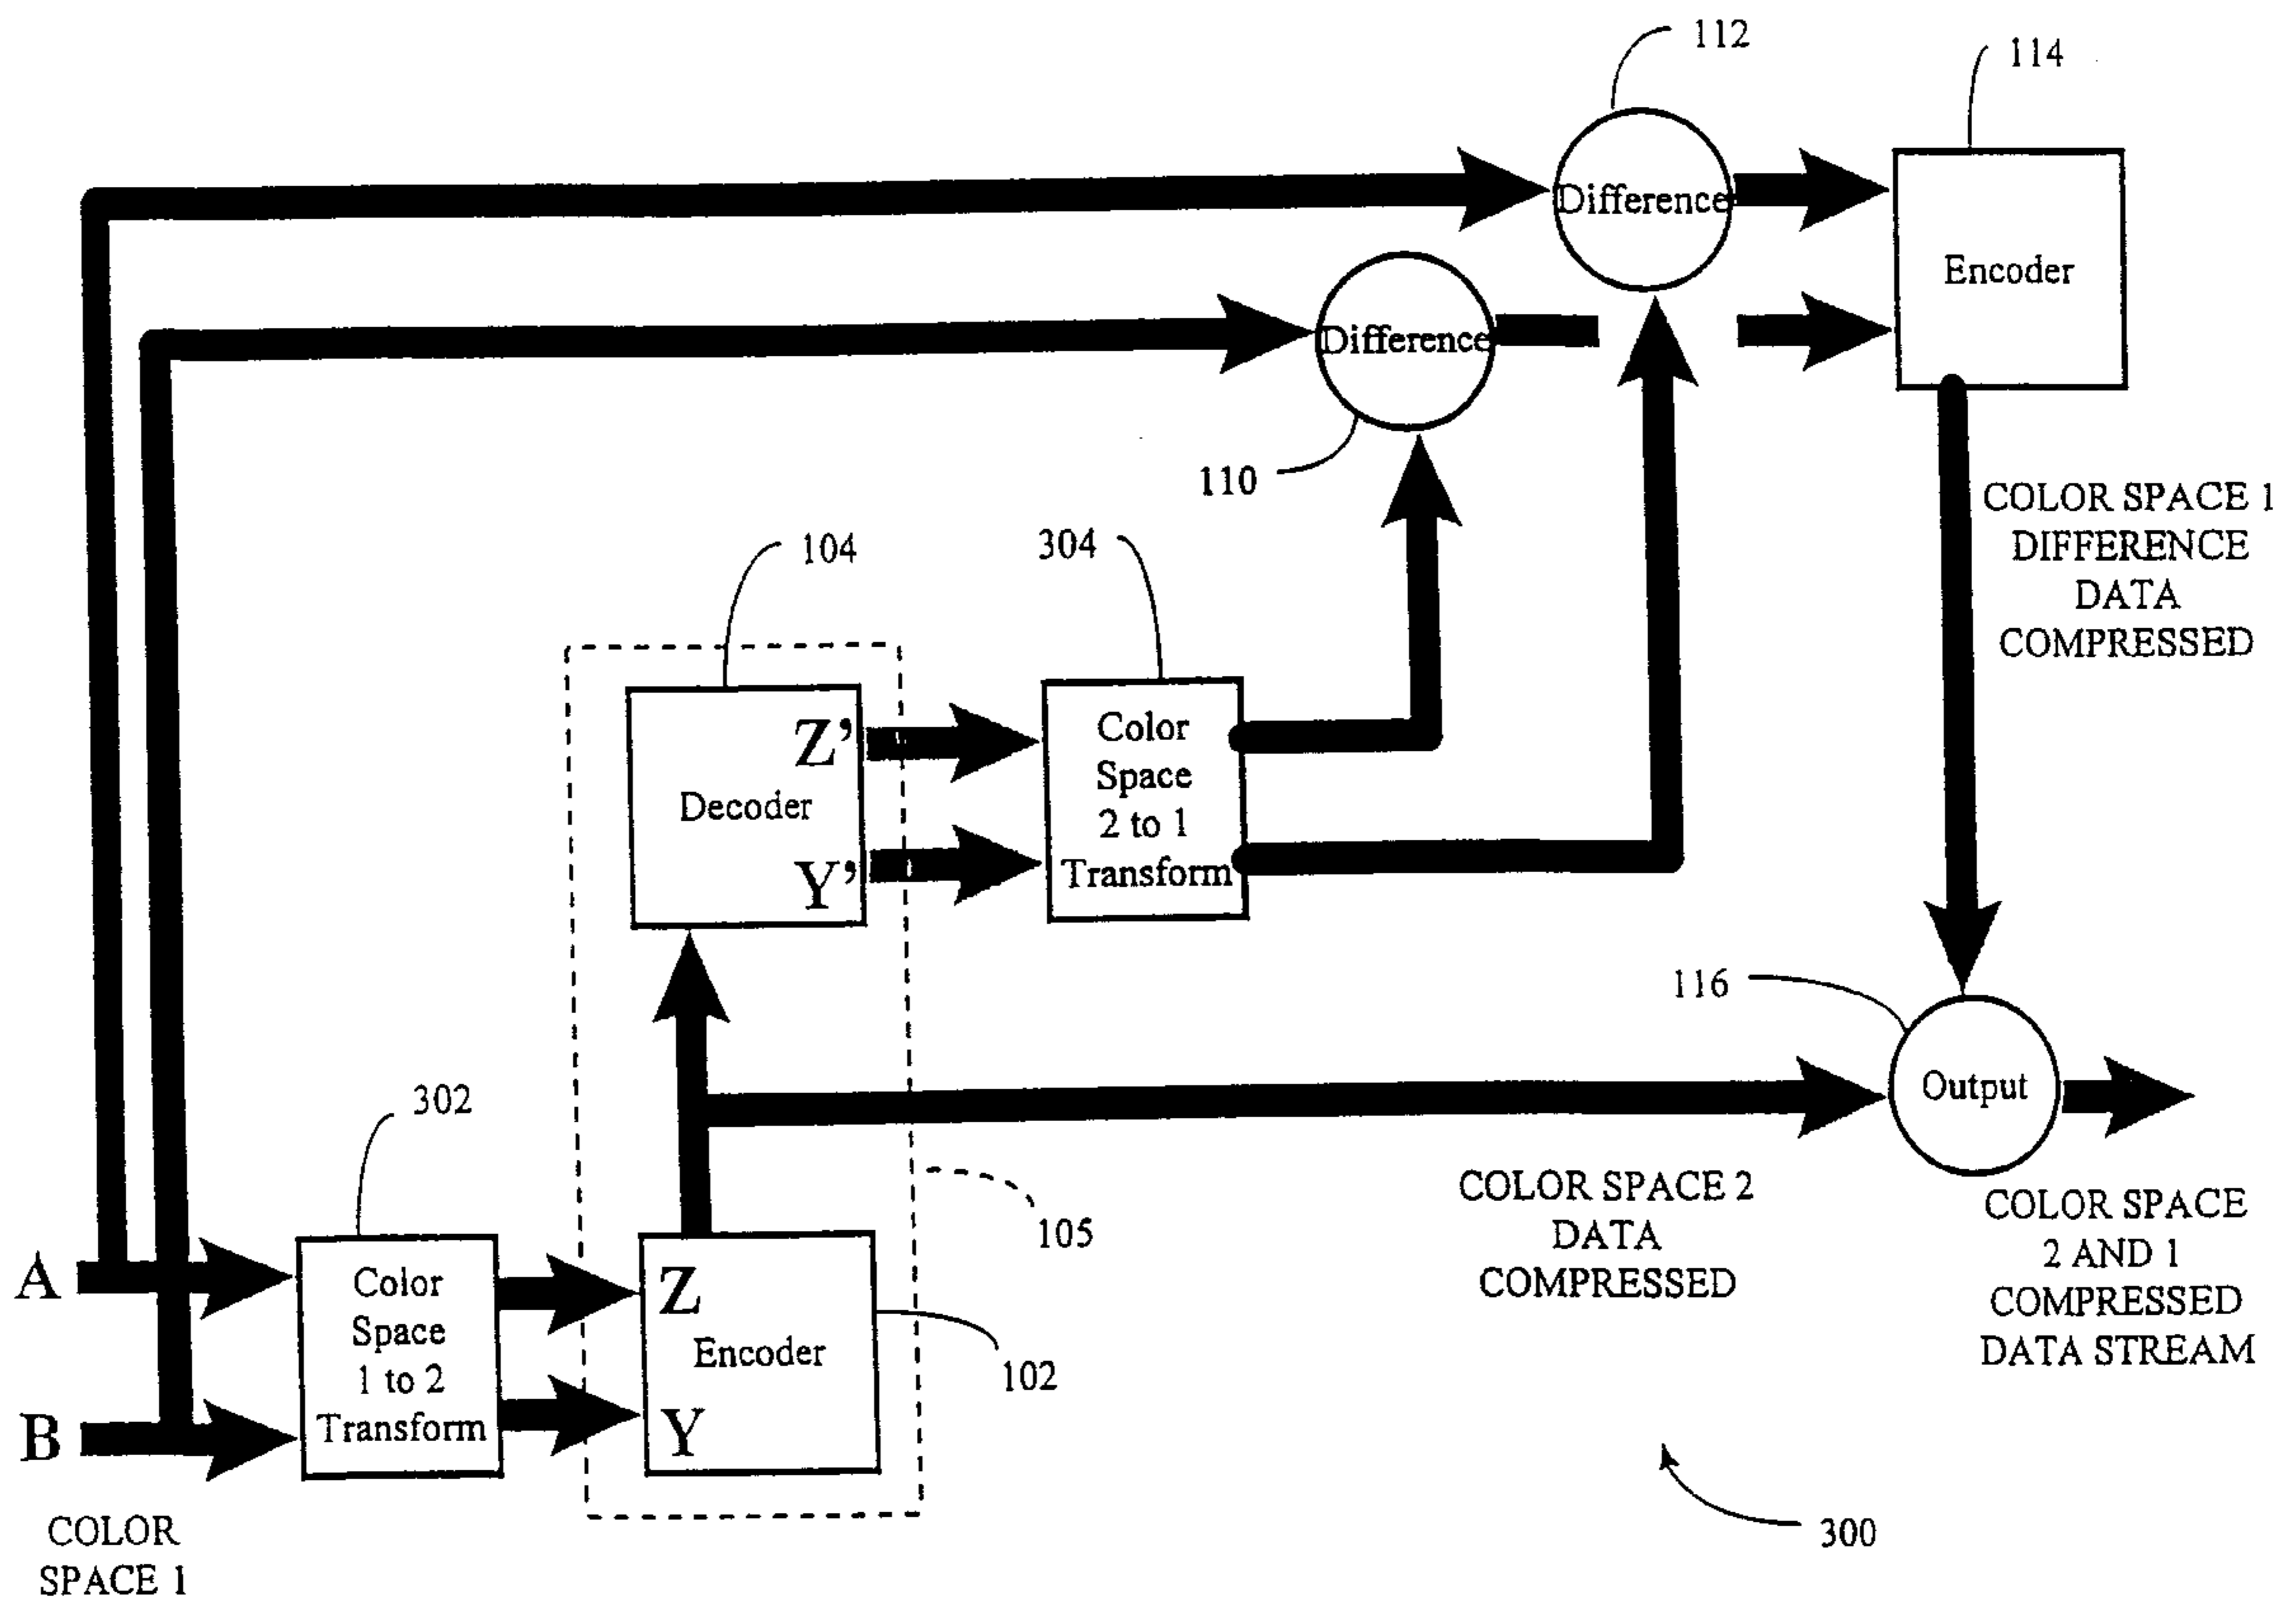 112
114
Difference
Encoder
Difference
110
COLOR SPACE 1
DIFFERENCE
DATA
COMPRESSED
104
304
Z'
Decoder
Y'
Color
Space
2 to 1
Transform
116
Output
302
105
COLOR SPACE 2
DATA
COMPRESSED
COLOR SPACE
2 AND 1
COMPRESSED
DATA STREAM
A
B
Color
Space
1 to 2
Transform
Z
Encoder
Y
102
COLOR
SPACE 1
300